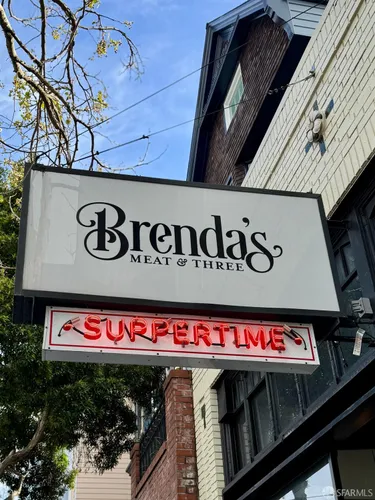 Brenda's
MEAT & THREE
SUPPERTIME
SFARMLS